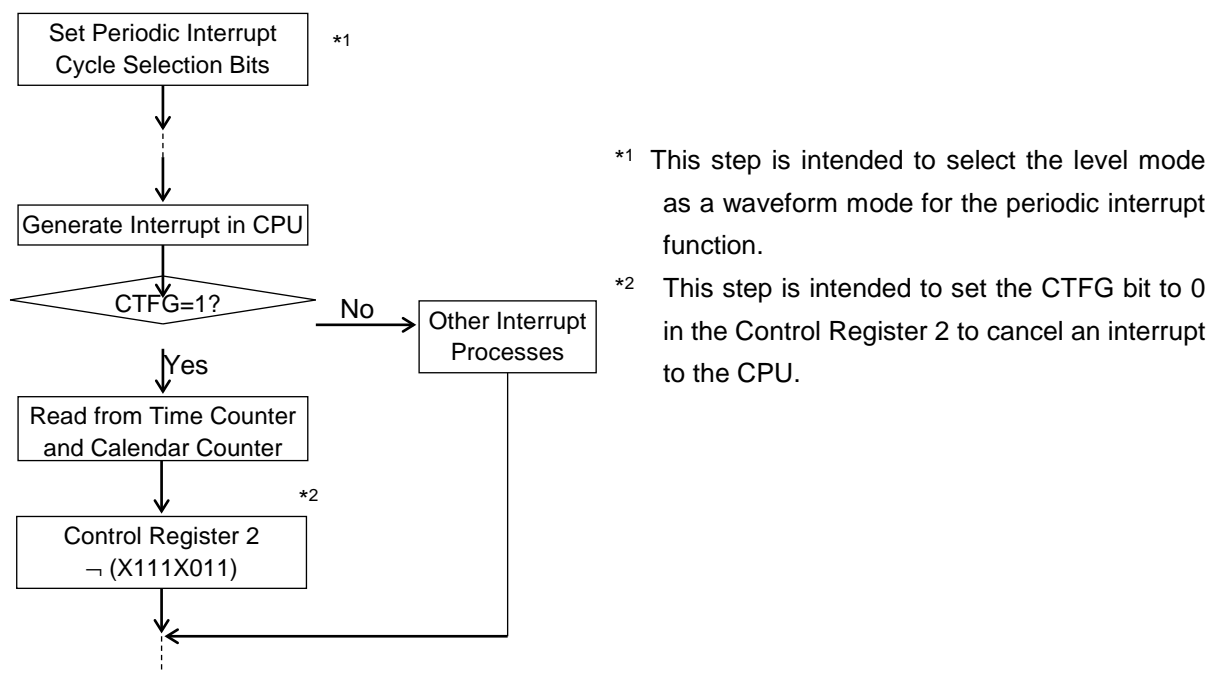 Set Periodic Interrupt
Cycle Selection Bits
*1
Generate Interrupt in CPU
CTFG=1?
No
Other Interrupt
Processes
Yes
Read from Time Counter
and Calendar Counter
*2
Control Register 2
¬ (X111X011)
*1 This step is intended to select the level mode
as a waveform mode for the periodic interrupt
function.
*2 This step is intended to set the CTFG bit to 0
in the Control Register 2 to cancel an interrupt
to the CPU.